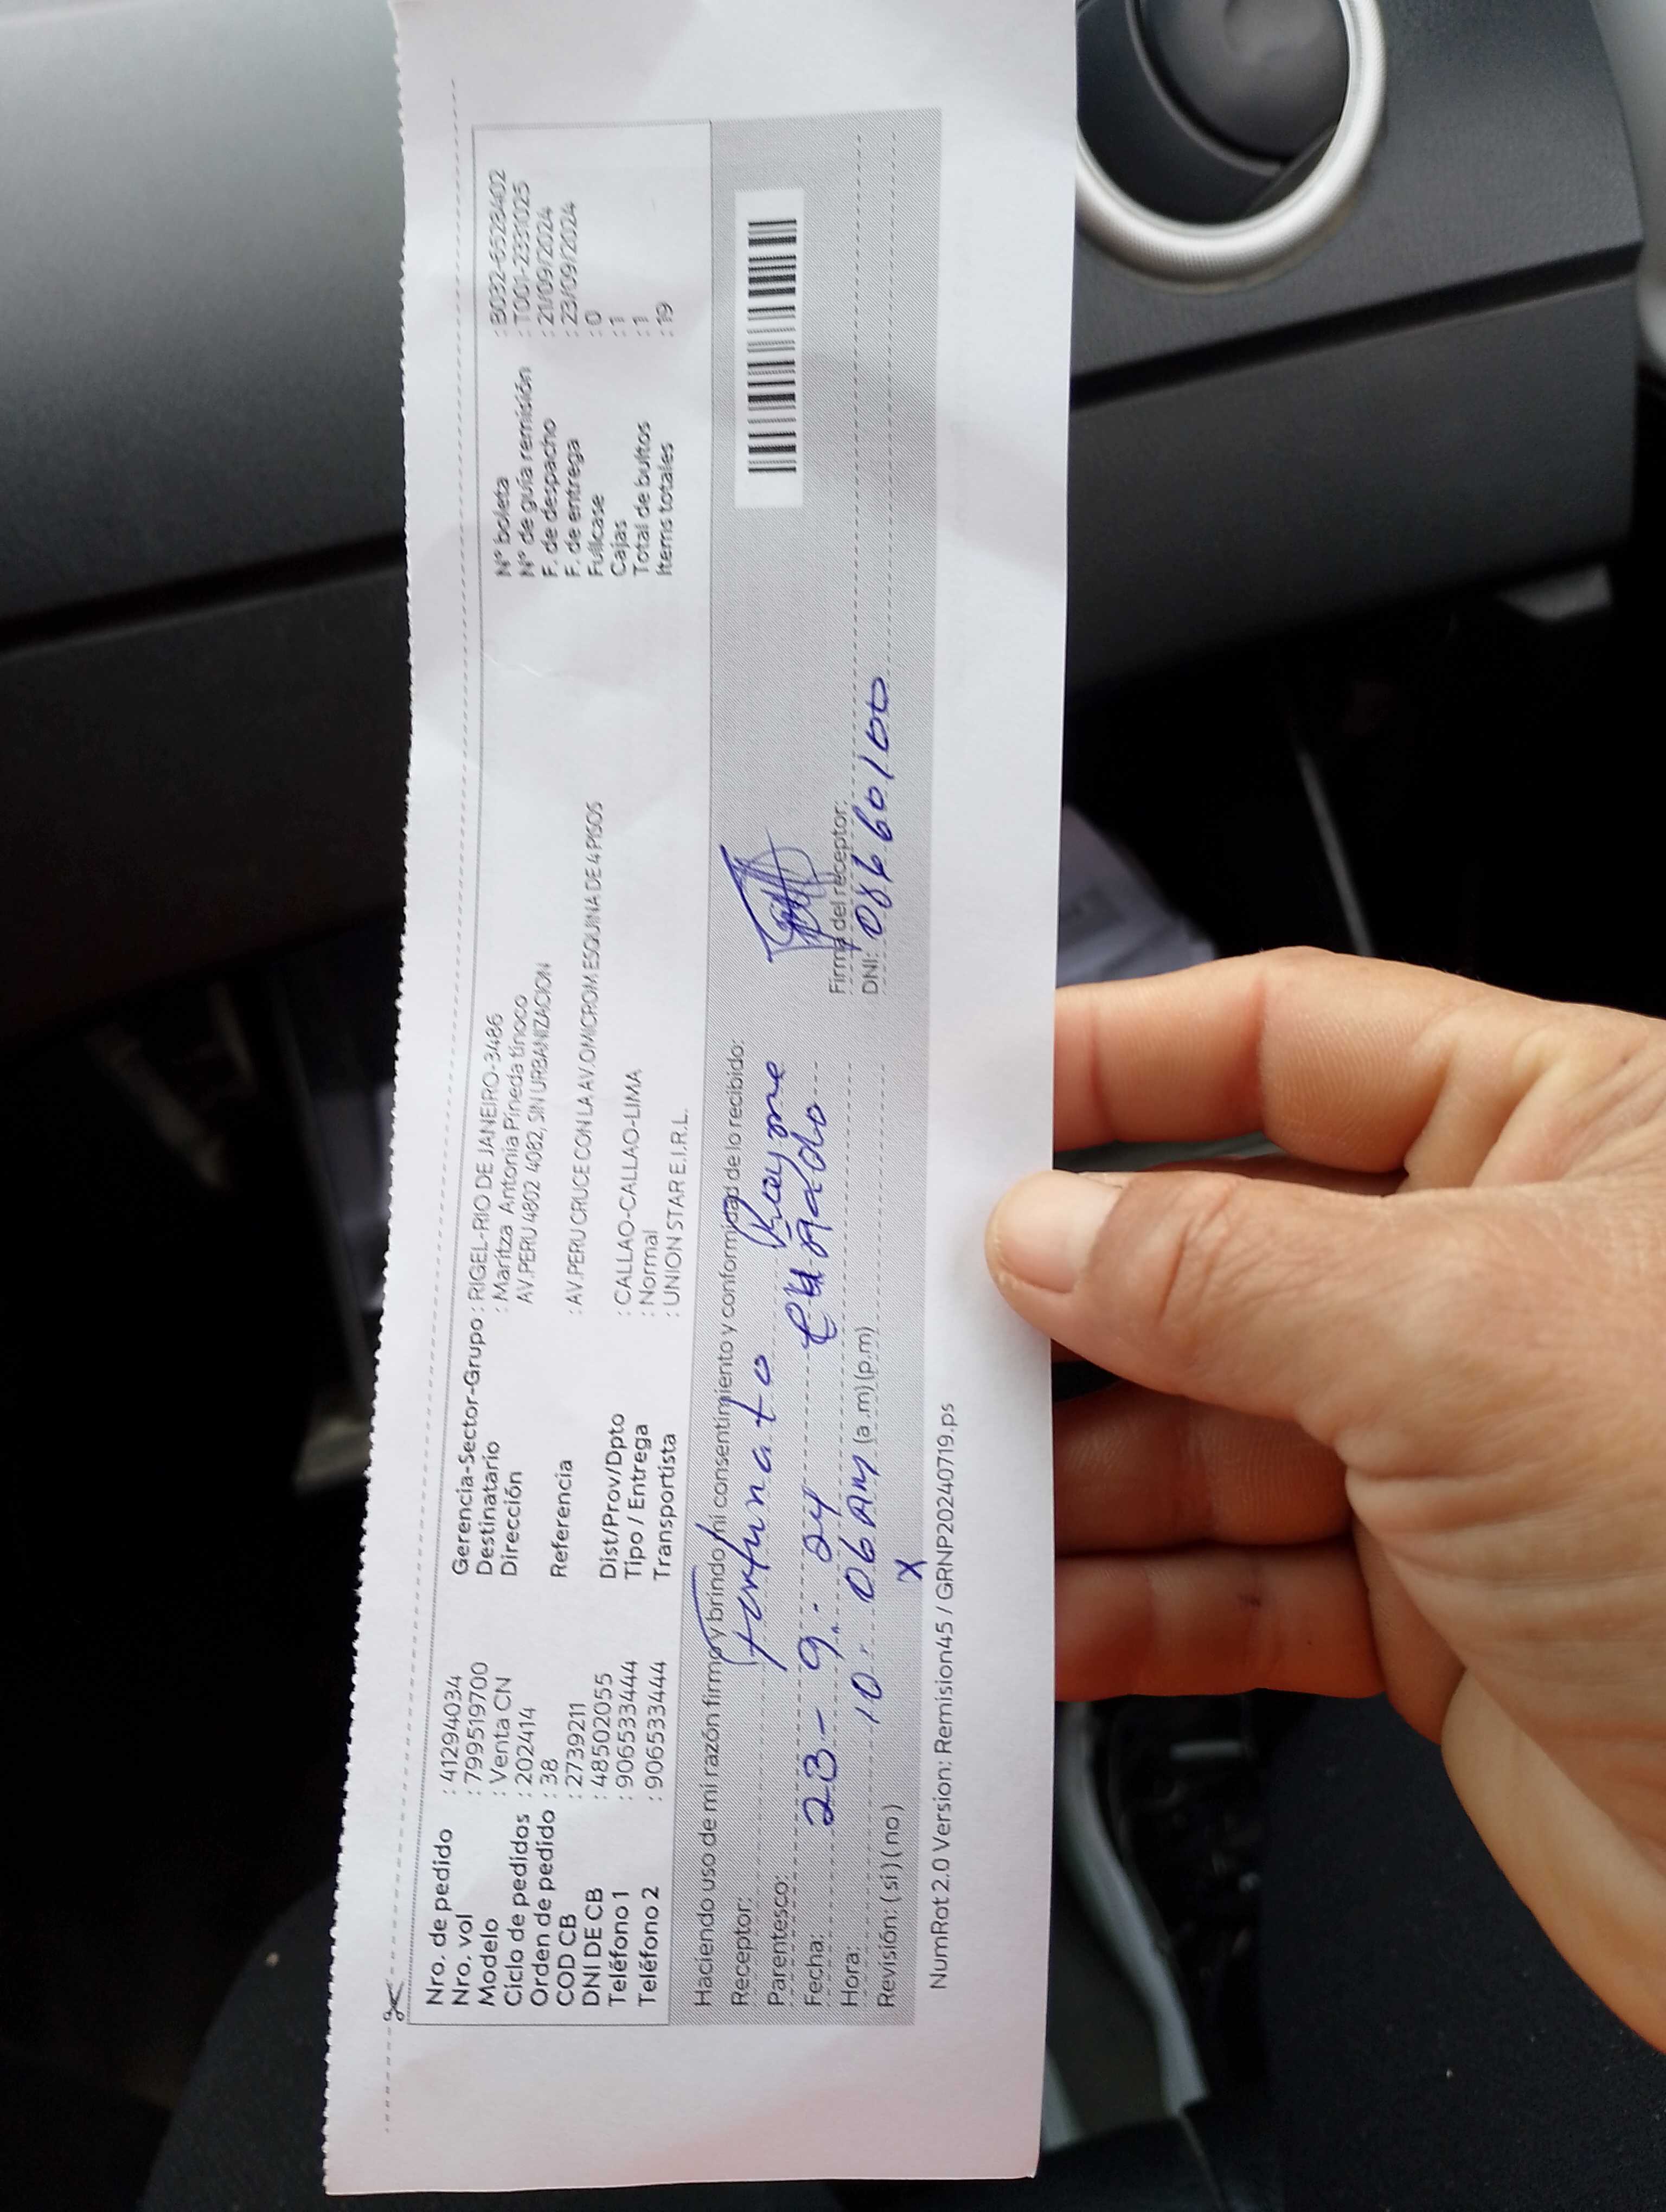 Nro. de pedido : 41294034
Nro. vol : 799519700
Modelo : Venta CN
Ciclo de pedidos : 202414
Orden de pedido : 38
COD CB : 2739211
DNI DE CB : 48502055
Teléfono 1 : 906533444
Teléfono 2 : 906533444
Gerencia-Sector-Grupo : RIGEL-RIO DE JANEIRO-3486
Destinatario : Maritza Antonia Pineda tinoco
Dirección AV.PERU 4802 4082, SIN URBANIZACION
Referencia : AV.PERU CRUCE CON LA AV.OMICROM ESQUINA DE 4 PISOS
Dist/Prov/Dpto : CALLAO-CALLAO-LIMA
Tipo / Entrega : Normal
Transportista : UNION STAR E.I.R.L.
N° boleta : B032-6528402
N° de guía remisión : T001-2331025
F. de despacho : 21/09/2024
F. de entrega : 23/09/2024
Fullcase : 0
Cajas : 1
Total de bultos : 1
Items totales : 19
Haciendo uso de mi razón firmo y brindo mi consentimiento y conformidad de lo recibido:
Receptor: Fortunato
Parentesco: Cuñado
Fecha: 23- 9. 24
Hora: 10:06 Am (a.m) (p.m)
Revisión: ( si ) ( no ) X
Firma del receptor:
DNI: 08660100
NumRot 2.0 Version: Remision45 / GRNP20240719.ps